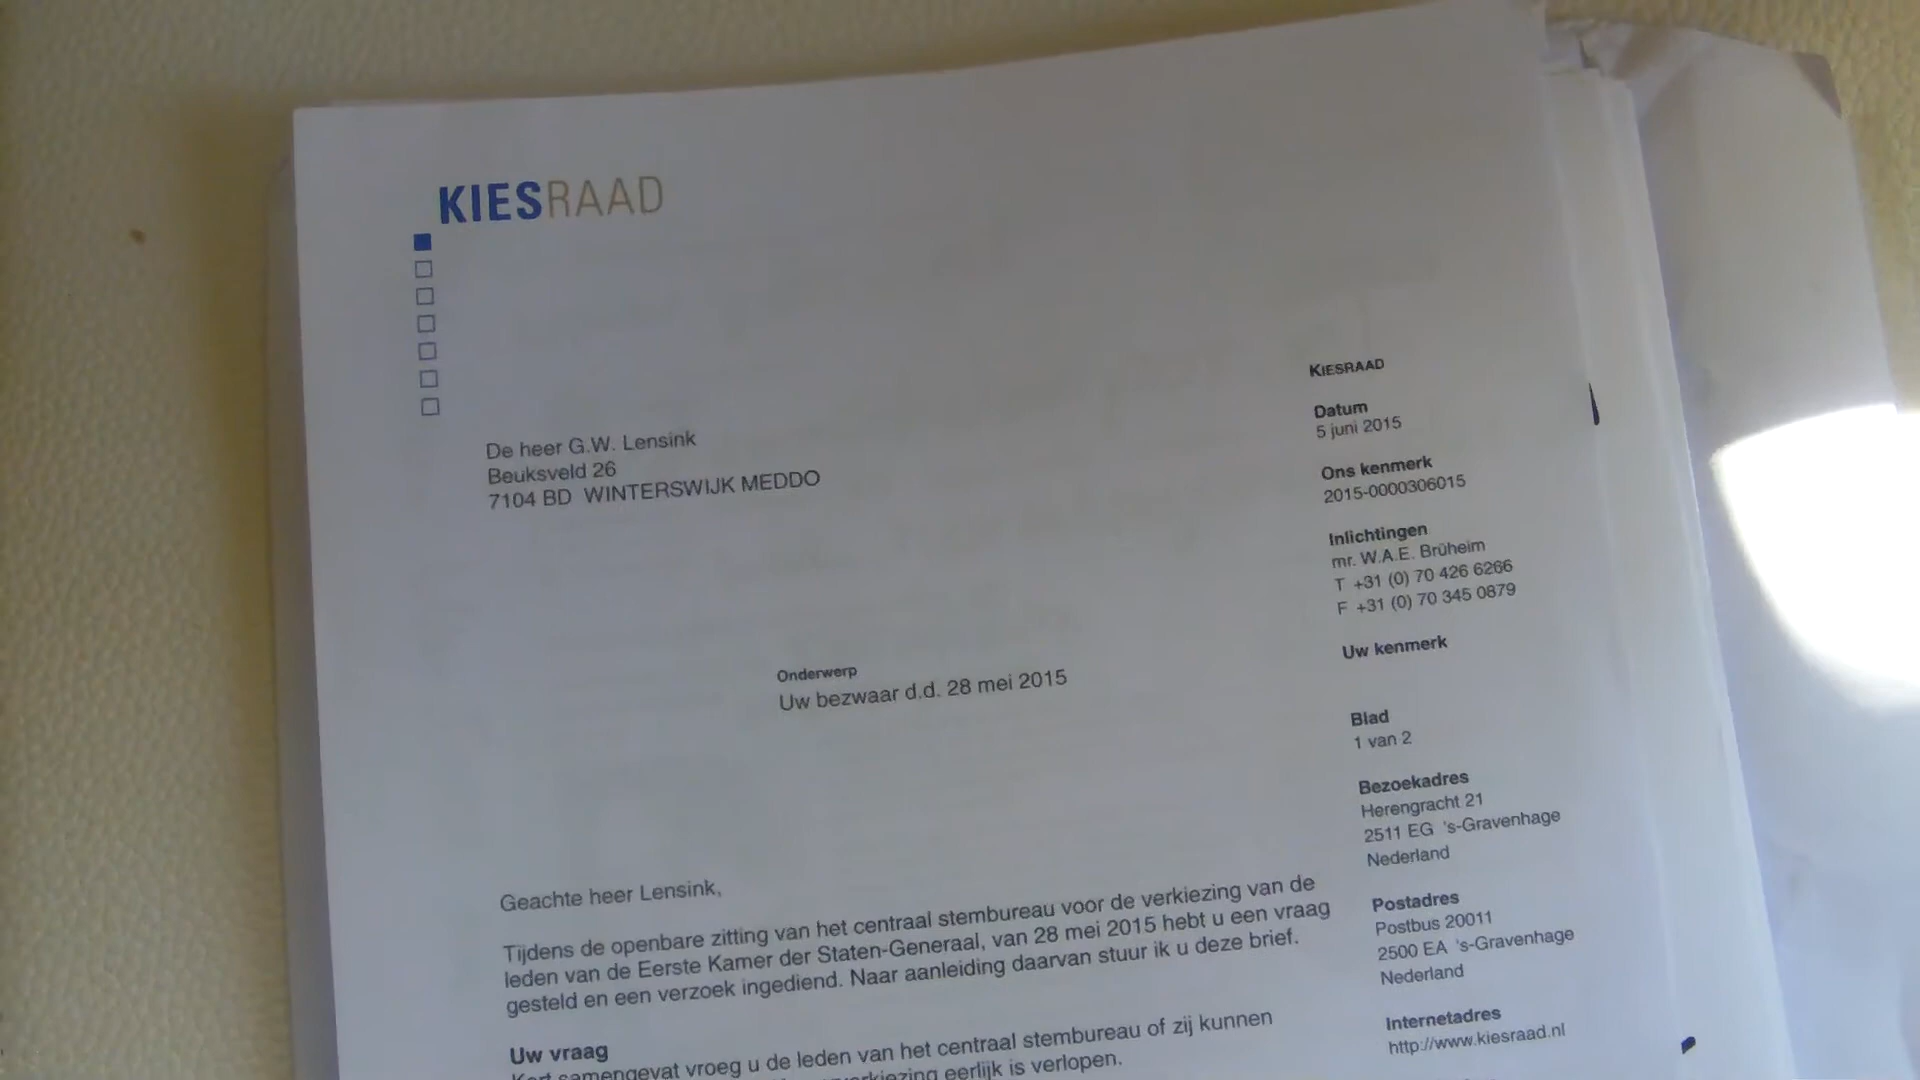 KIESRAAD
De heer G.W. Lensink
Beuksveld 26
7104 BD WINTERSWIJK MEDDO
KIESRAAD
Datum
5 juni 2015
Ons kenmerk
2015-0000306015
Inlichtingen
mr. W.A.E. Brüheim
T +31 (0) 70 426 6266
F +31 (0) 70 345 0879
Uw kenmerk
Blad
1 van 2
Bezoekadres
Herengracht 21
2511 EG 's-Gravenhage
Nederland
Postadres
Postbus 20011
2500 EA 's-Gravenhage
Nederland
Internetadres
http://www.kiesraad.nl
Onderwerp
Uw bezwaar d.d. 28 mei 2015
Geachte heer Lensink,
Tijdens de openbare zitting van het centraal stembureau voor de verkiezing van de
leden van de Eerste Kamer der Staten-Generaal, van 28 mei 2015 hebt u een vraag
gesteld en een verzoek ingediend. Naar aanleiding daarvan stuur ik u deze brief.
Uw vraag
Kort samengevat vroeg u de leden van het centraal stembureau of zij kunnen
verkiezing eerlijk is verlopen.